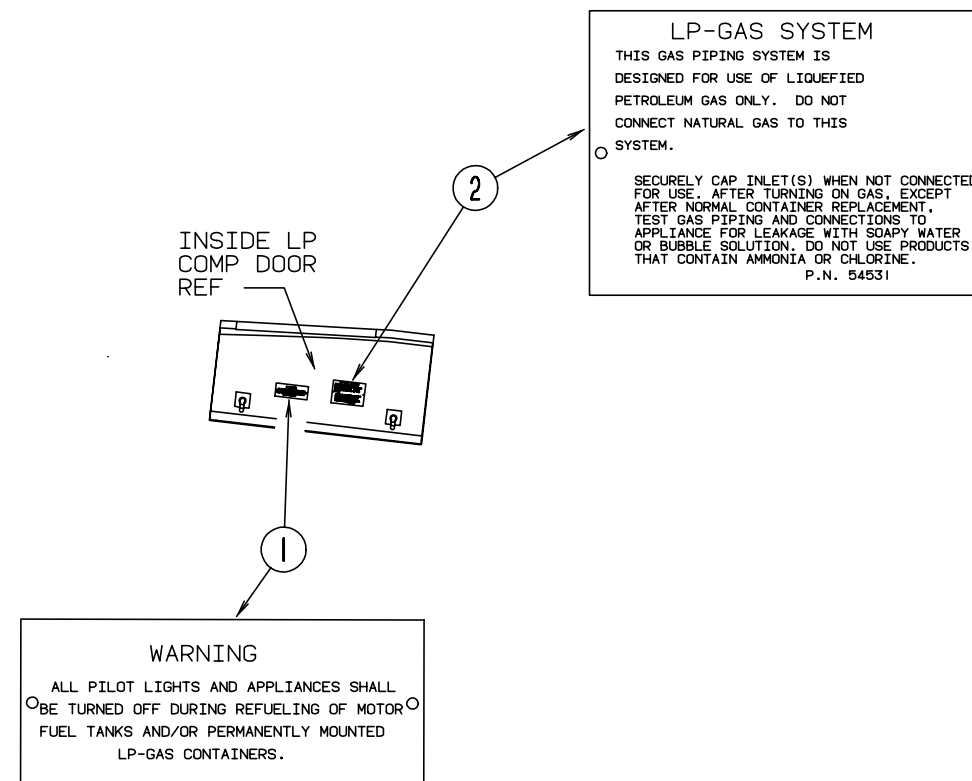 LP-GAS SYSTEM
THIS GAS PIPING SYSTEM IS
DESIGNED FOR USE OF LIQUEFIED
PETROLEUM GAS ONLY. DO NOT
CONNECT NATURAL GAS TO THIS
SYSTEM.
SECURELY CAP INLET(S) WHEN NOT CONNECTED
FOR USE. AFTER TURNING ON GAS, EXCEPT
AFTER NORMAL CONTAINER REPLACEMENT,
TEST GAS PIPING AND CONNECTIONS TO
APPLIANCE FOR LEAKAGE WITH SOAPY WATER
OR BUBBLE SOLUTION. DO NOT USE PRODUCTS
THAT CONTAIN AMMONIA OR CHLORINE.
P.N. 54531
2
INSIDE LP
COMP DOOR
REF
1
WARNING
ALL PILOT LIGHTS AND APPLIANCES SHALL
BE TURNED OFF DURING REFUELING OF MOTOR
FUEL TANKS AND/OR PERMANENTLY MOUNTED
LP-GAS CONTAINERS.